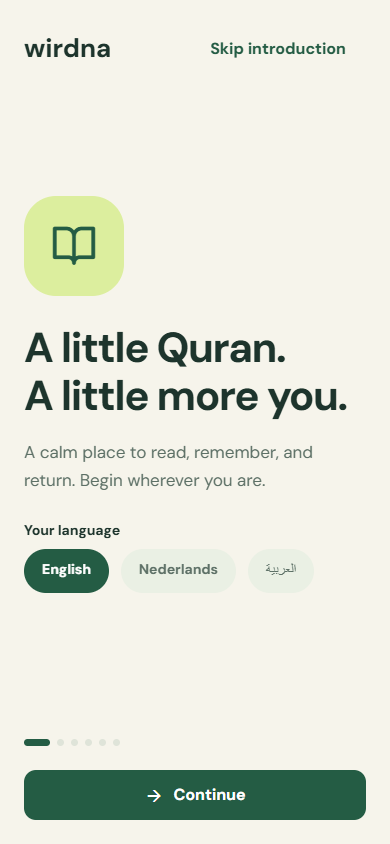 wirdna
Skip introduction
A little Quran.
A little more you.
A calm place to read, remember, and
return. Begin wherever you are.
Your language
English
Nederlands
العربية
Continue